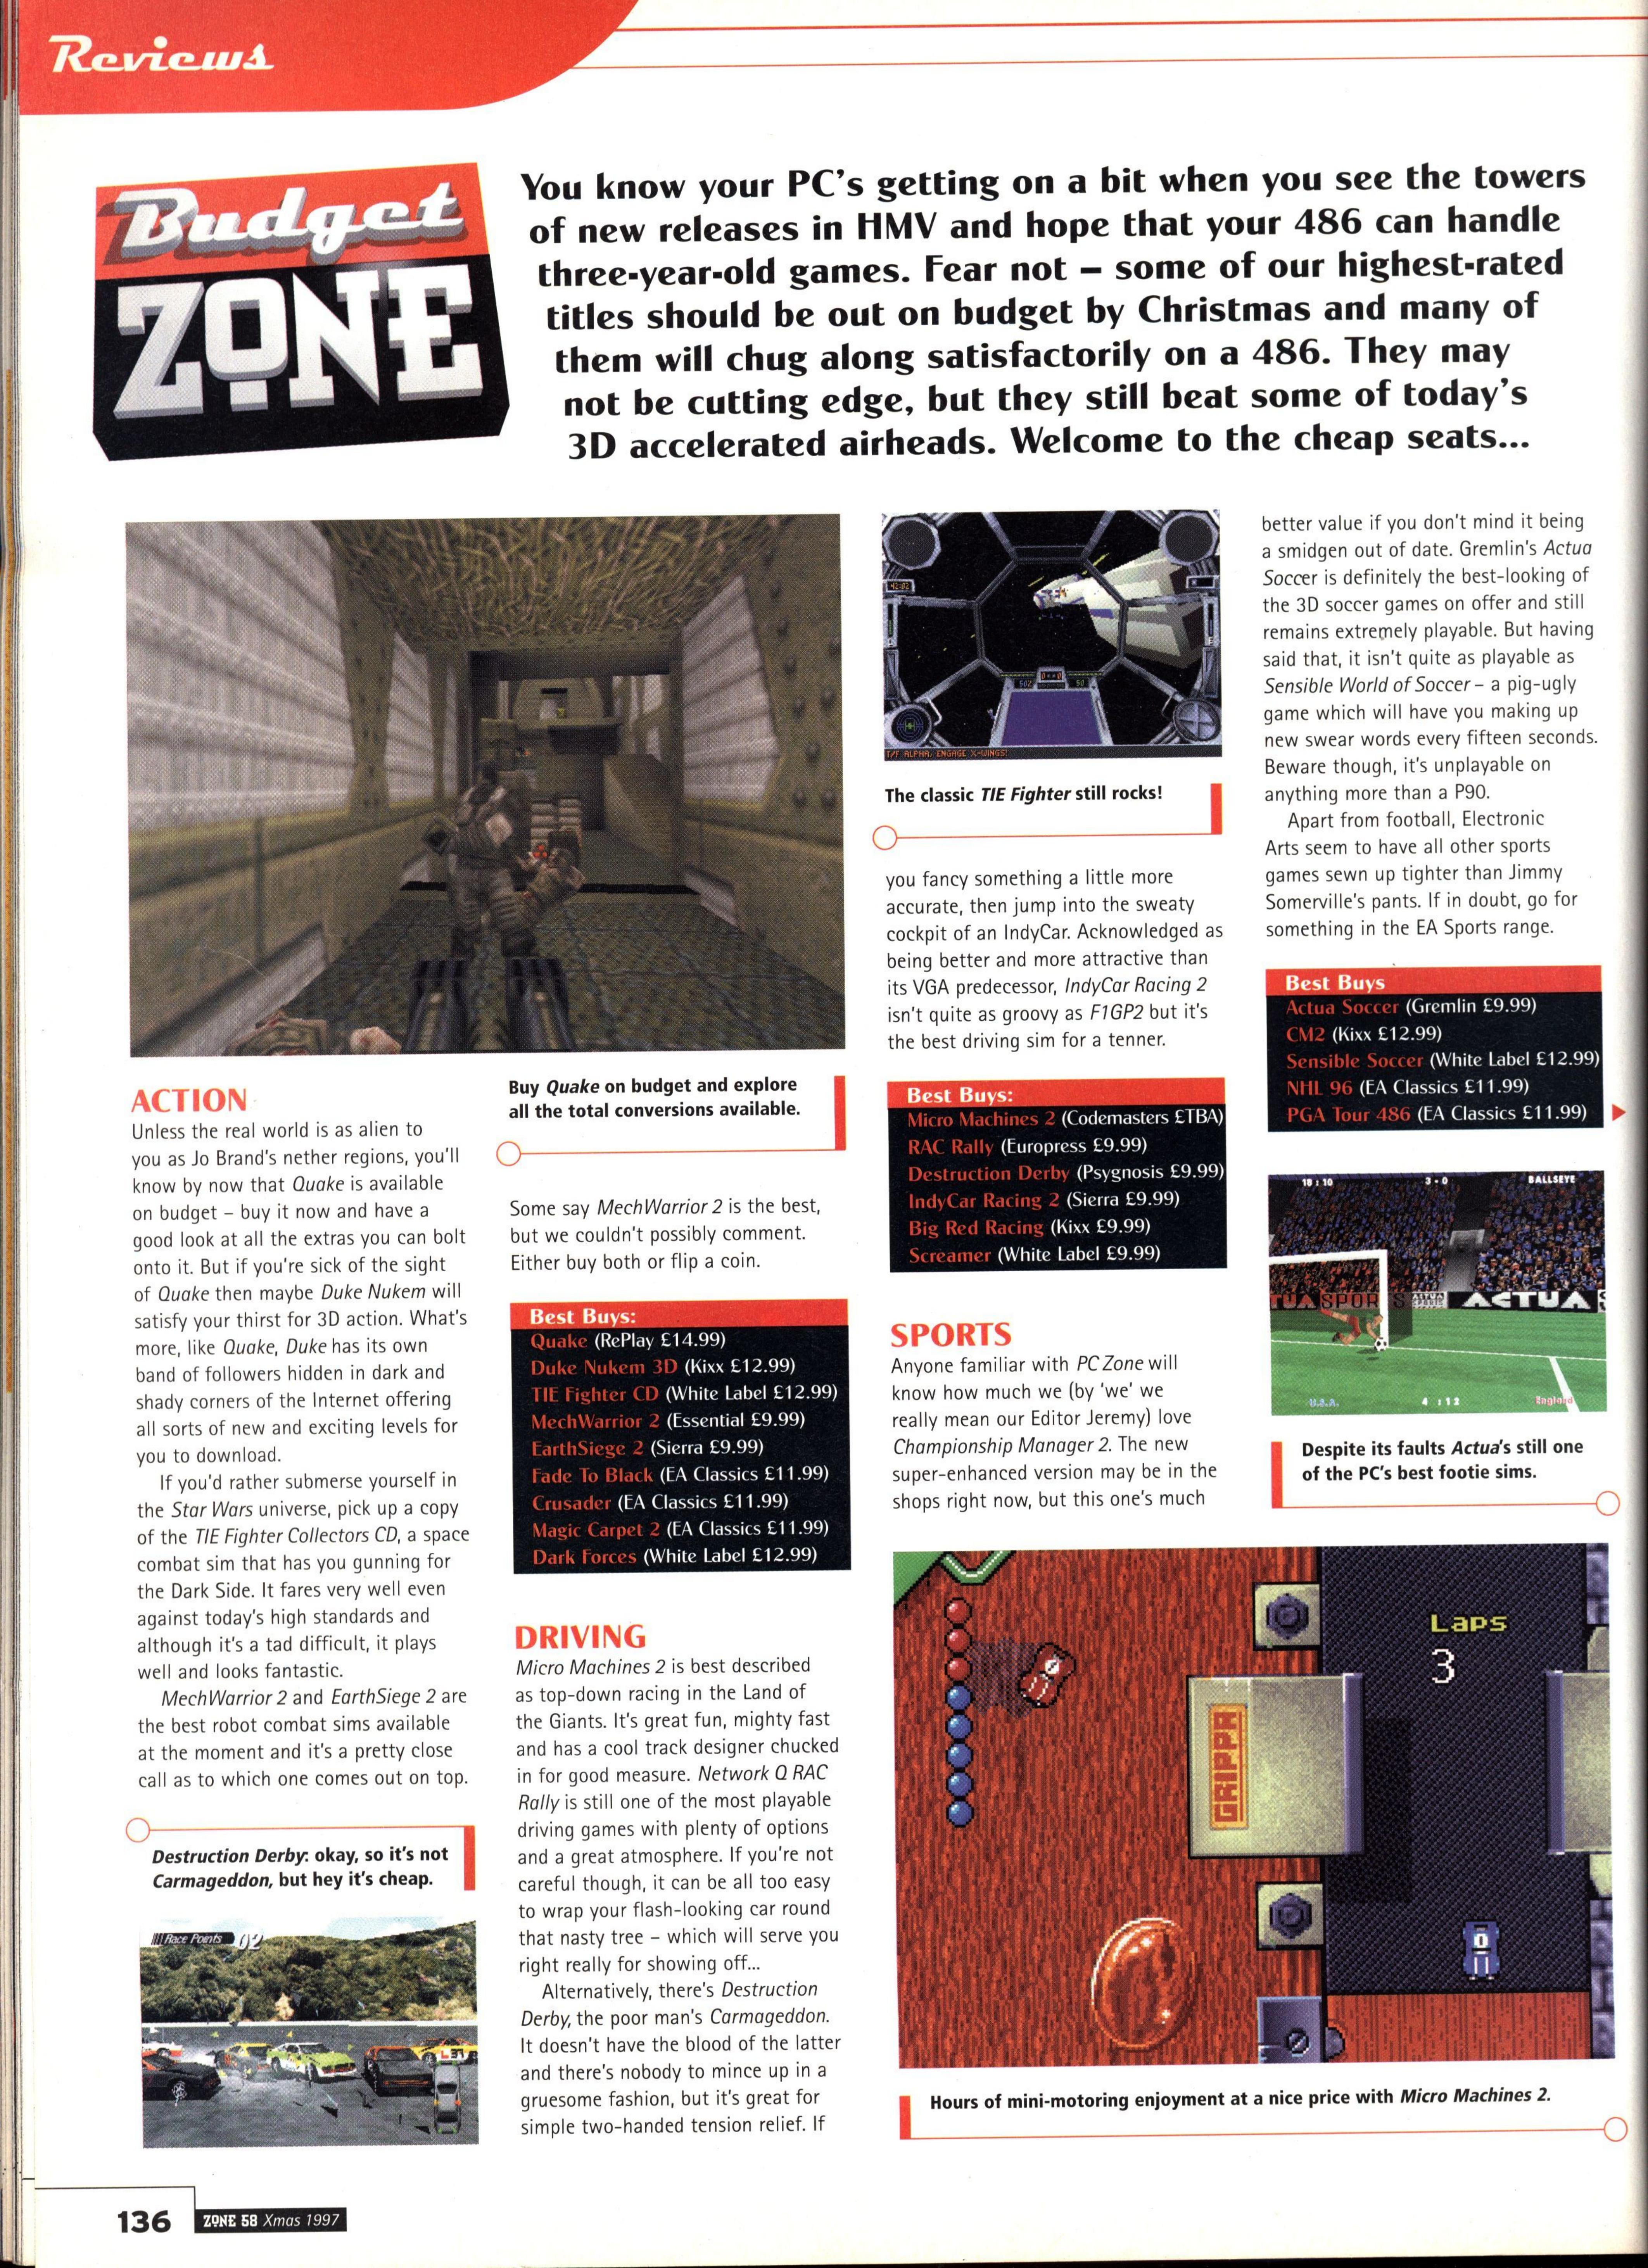 Reviews
Budget
ZONE
You know your PC's getting on a bit when you see the towers
of new releases in HMV and hope that your 486 can handle
three-year-old games. Fear not – some of our highest-rated
titles should be out on budget by Christmas and many of
them will chug along satisfactorily on a 486. They may
not be cutting edge, but they still beat some of today's
3D accelerated airheads. Welcome to the cheap seats...
ACTION
Unless the real world is as alien to
you as Jo Brand's nether regions, you'll
know by now that Quake is available
on budget – buy it now and have a
good look at all the extras you can bolt
onto it. But if you're sick of the sight
of Quake then maybe Duke Nukem will
satisfy your thirst for 3D action. What's
more, like Quake, Duke has its own
band of followers hidden in dark and
shady corners of the Internet offering
all sorts of new and exciting levels for
you to download.
If you'd rather submerse yourself in
the Star Wars universe, pick up a copy
of the TIE Fighter Collectors CD, a space
combat sim that has you gunning for
the Dark Side. It fares very well even
against today's high standards and
although it's a tad difficult, it plays
well and looks fantastic.
MechWarrior 2 and EarthSiege 2 are
the best robot combat sims available
at the moment and it's a pretty close
call as to which one comes out on top.
Destruction Derby: okay, so it's not
Carmageddon, but hey it's cheap.
Race Points 02
L31
Buy Quake on budget and explore
all the total conversions available.
Some say MechWarrior 2 is the best,
but we couldn't possibly comment.
Either buy both or flip a coin.
Best Buys:
Quake (RePlay £14.99)
Duke Nukem 3D (Kixx £12.99)
TIE Fighter CD (White Label £12.99)
MechWarrior 2 (Essential £9.99)
EarthSiege 2 (Sierra £9.99)
Fade To Black (EA Classics £11.99)
Crusader (EA Classics £11.99)
Magic Carpet 2 (EA Classics £11.99)
Dark Forces (White Label £12.99)
DRIVING
Micro Machines 2 is best described
as top-down racing in the Land of
the Giants. It's great fun, mighty fast
and has a cool track designer chucked
in for good measure. Network Q RAC
Rally is still one of the most playable
driving games with plenty of options
and a great atmosphere. If you're not
careful though, it can be all too easy
to wrap your flash-looking car round
that nasty tree – which will serve you
right really for showing off...
Alternatively, there's Destruction
Derby, the poor man's Carmageddon.
It doesn't have the blood of the latter
and there's nobody to mince up in a
gruesome fashion, but it's great for
simple two-handed tension relief. If
T/F ALPHA, ENGAGE X-WINGS!
The classic TIE Fighter still rocks!
you fancy something a little more
accurate, then jump into the sweaty
cockpit of an IndyCar. Acknowledged as
being better and more attractive than
its VGA predecessor, IndyCar Racing 2
isn't quite as groovy as F1GP2 but it's
the best driving sim for a tenner.
Best Buys:
Micro Machines 2 (Codemasters £TBA)
RAC Rally (Europress £9.99)
Destruction Derby (Psygnosis £9.99)
IndyCar Racing 2 (Sierra £9.99)
Big Red Racing (Kixx £9.99)
Screamer (White Label £9.99)
SPORTS
Anyone familiar with PC Zone will
know how much we (by 'we' we
really mean our Editor Jeremy) love
Championship Manager 2. The new
super-enhanced version may be in the
shops right now, but this one's much
better value if you don't mind it being
a smidgen out of date. Gremlin's Actua
Soccer is definitely the best-looking of
the 3D soccer games on offer and still
remains extremely playable. But having
said that, it isn't quite as playable as
Sensible World of Soccer – a pig-ugly
game which will have you making up
new swear words every fifteen seconds.
Beware though, it's unplayable on
anything more than a P90.
Apart from football, Electronic
Arts seem to have all other sports
games sewn up tighter than Jimmy
Somerville's pants. If in doubt, go for
something in the EA Sports range.
Best Buys
Actua Soccer (Gremlin £9.99)
CM2 (Kixx £12.99)
Sensible Soccer (White Label £12.99)
NHL 96 (EA Classics £11.99)
PGA Tour 486 (EA Classics £11.99)
18:10 3-0 BALLSEYE
TUA SPORTS ACTUA SPORTS ACTUA S
U.S.A. 4:12 England
Despite its faults Actua's still one
of the PC's best footie sims.
Laps
3
GRIPPA
Hours of mini-motoring enjoyment at a nice price with Micro Machines 2.
136 ZONE 58 Xmas 1997